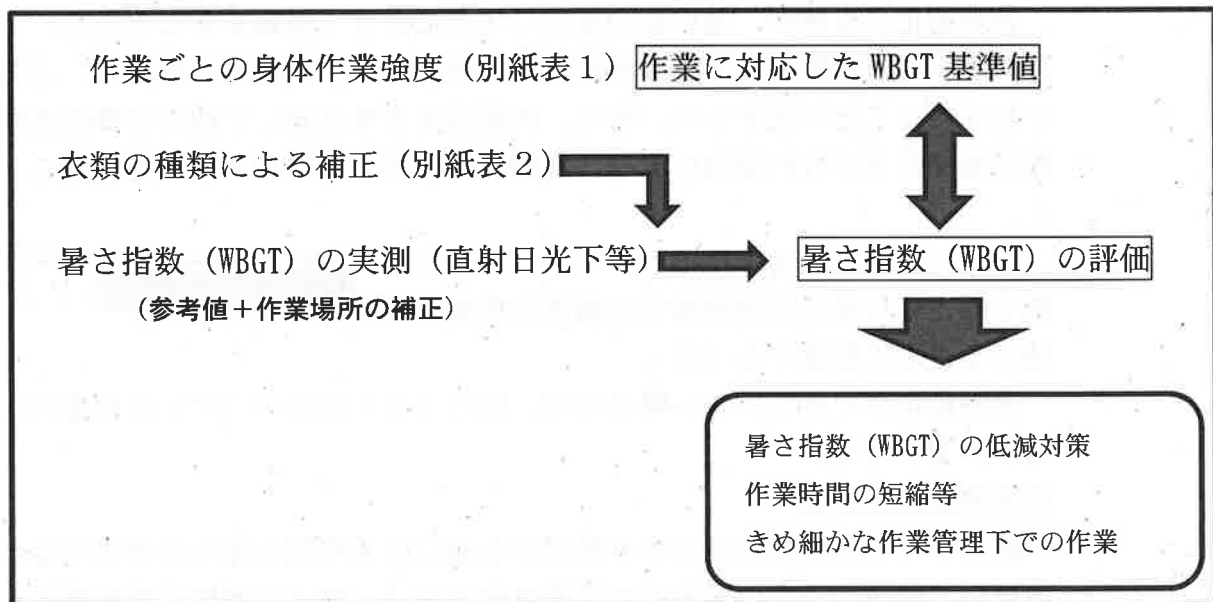 作業ごとの身体作業強度（別紙表１）作業に対応した WBGT 基準値
衣類の種類による補正（別紙表２）
暑さ指数（WBGT）の実測（直射日光下等）
暑さ指数（WBGT）の評価
（参考値＋作業場所の補正）
暑さ指数（WBGT）の低減対策
作業時間の短縮等
きめ細かな作業管理下での作業